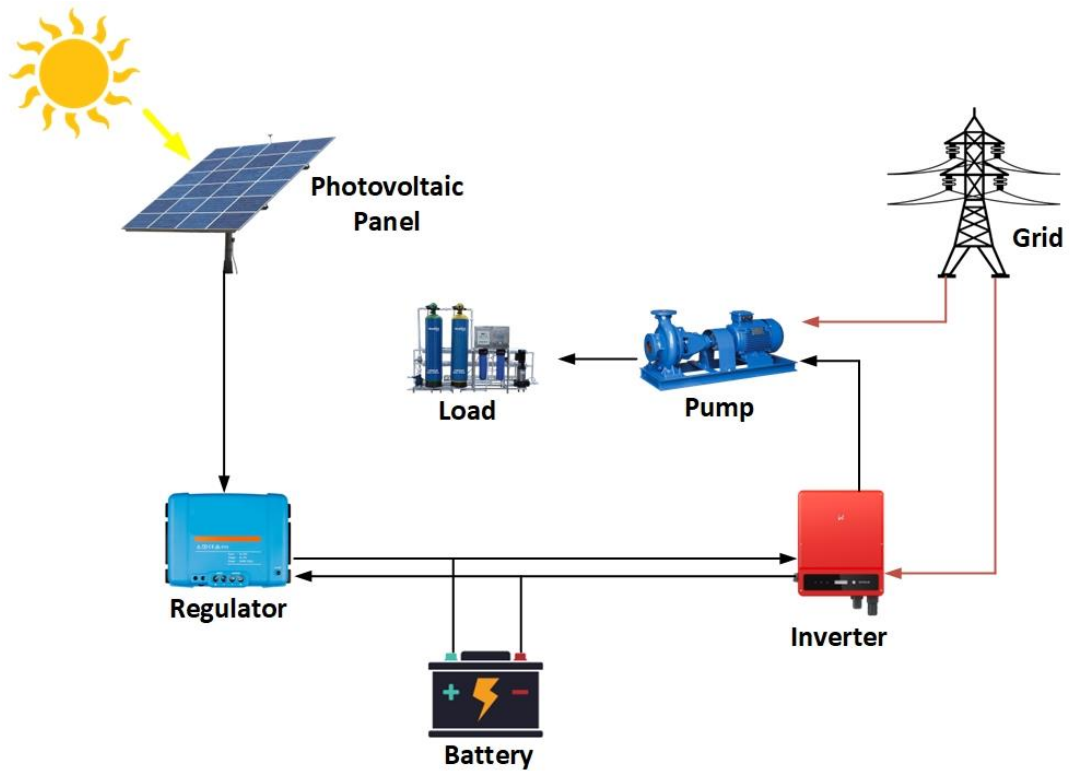 Photovoltaic
Panel
Grid
Load
Pump
Regulator
Inverter
+
-
Battery